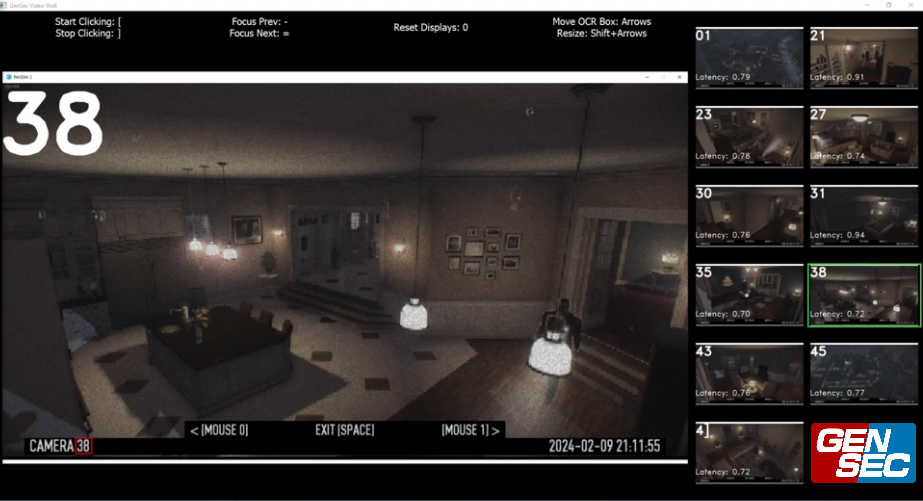 GenSec Video Wall
Start Clicking: [
Stop Clicking: ]
Focus Prev: -
Focus Next: =
Reset Displays: 0
Move OCR Box: Arrows
Resize: Shift+Arrows
38
< [MOUSE 0]
EXIT [SPACE]
[MOUSE 1] >
CAMERA 38
2024-02-09 21:11:55
01
Latency: 0.79
21
Latency: 0.91
23
Latency: 0.78
27
Latency: 0.74
30
Latency: 0.76
31
Latency: 0.94
35
Latency: 0.70
38
Latency: 0.72
43
Latency: 0.76
45
Latency: 0.77
4]
Latency: 0.72
GEN
SEC